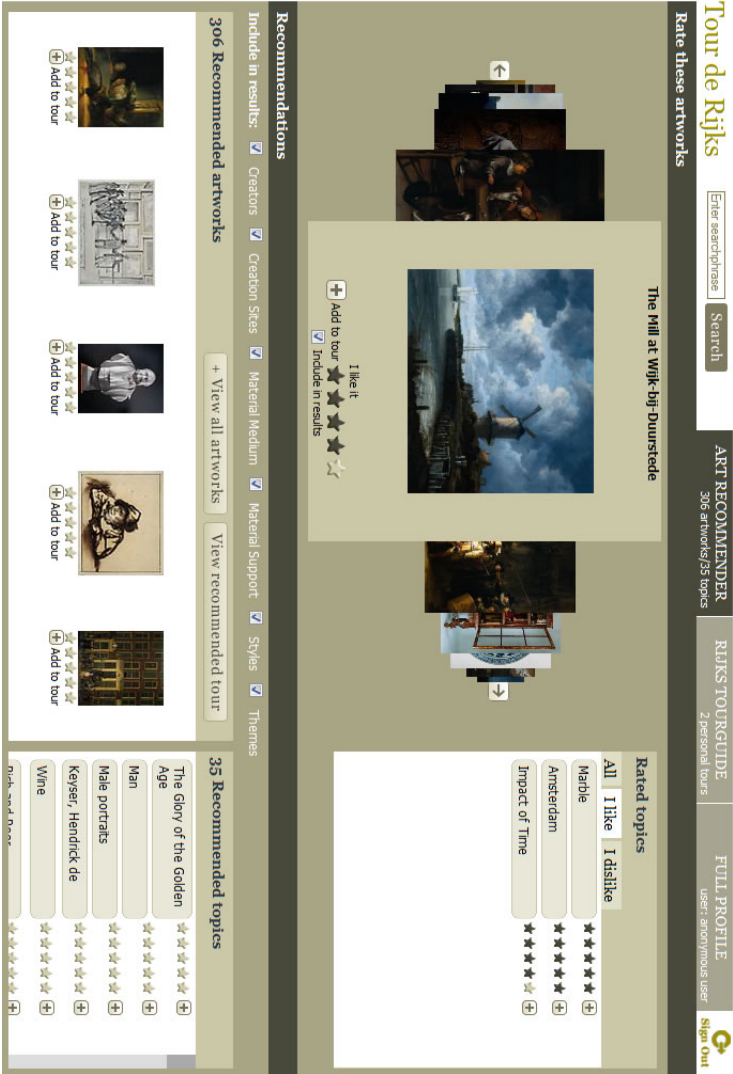 Tour de Rijks
Enter searchphrase
Search
ART RECOMMENDER
306 artworks/35 topics
RIJKS TOURGUIDE
2 personal tours
FULL PROFILE
user: anonymous user
Sign Out
Rate these artworks
The Mill at Wijk-bij-Duurstede
I like it
Add to tour
Include in results
Rated topics
All I like I dislike
Marble
Amsterdam
Impact of Time
Recommendations
Include in results: Creators Creation Sites Material Medium Material Support Styles Themes
306 Recommended artworks
+ View all artworks
View recommended tour
Add to tour
Add to tour
Add to tour
Add to tour
Add to tour
35 Recommended topics
The Glory of the Golden
Age
Man
Male portraits
Keyser, Hendrick de
Wine